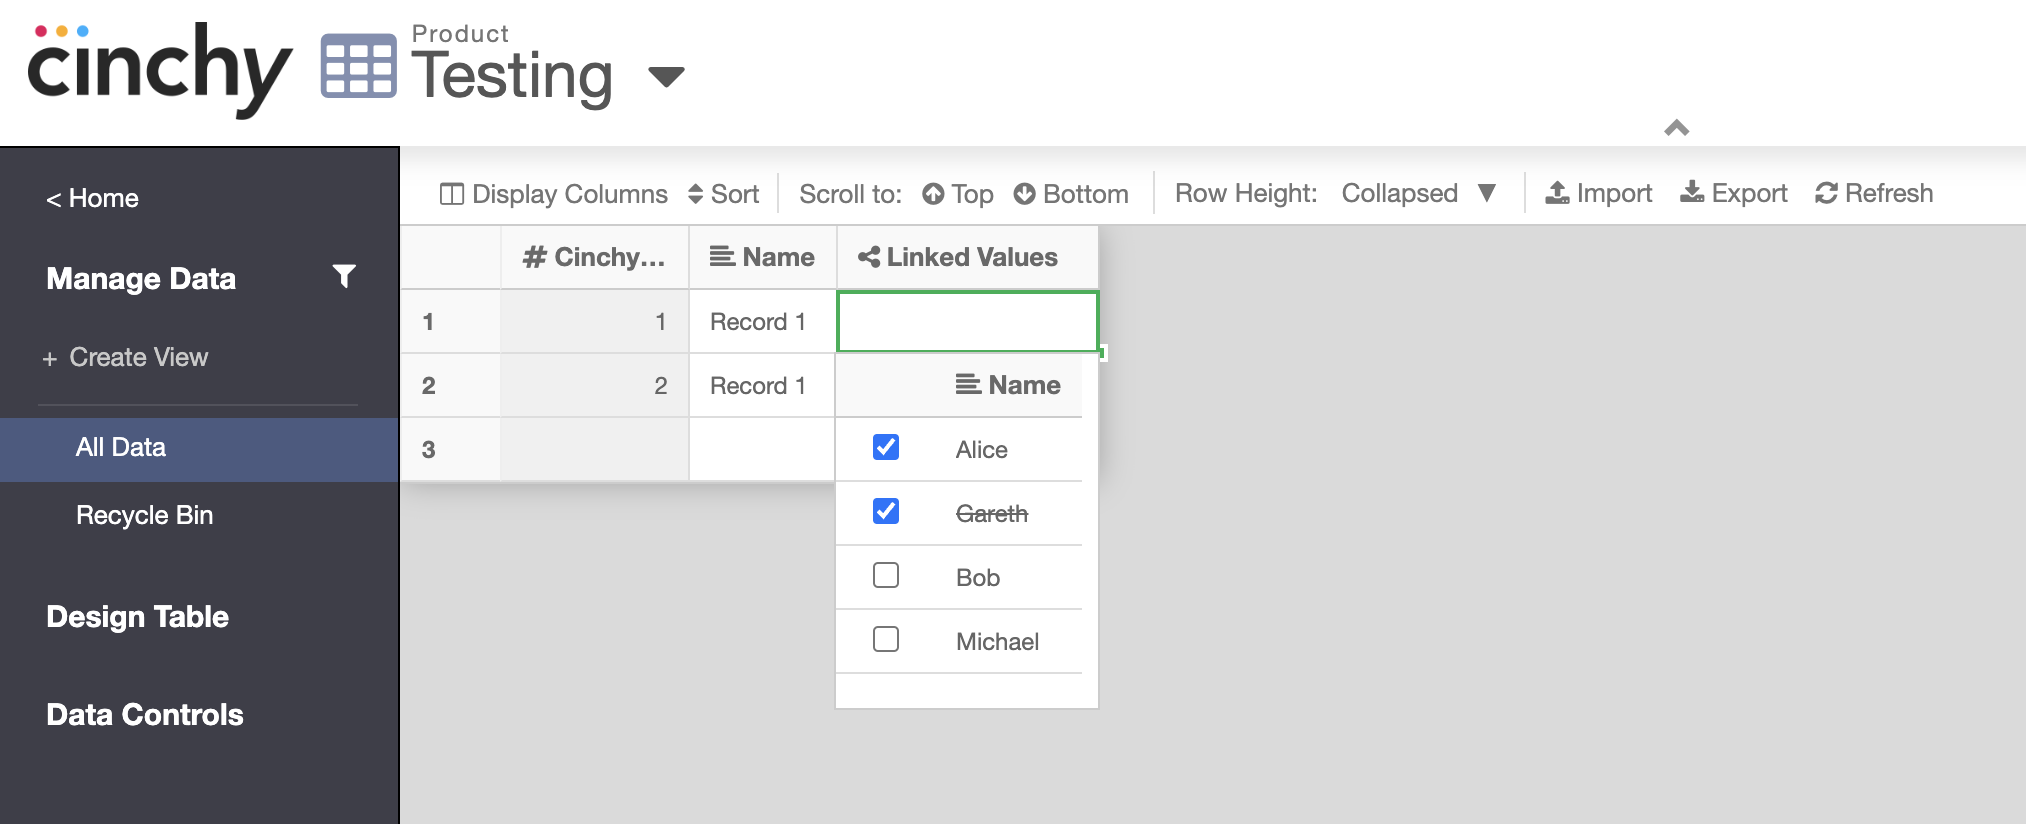 cinchy
Product
Testing
< Home
Manage Data
+ Create View
All Data
Recycle Bin
Design Table
Data Controls
Display Columns Sort Scroll to: Top Bottom Row Height: Collapsed ▼ Import Export Refresh
# Cinchy... Name Linked Values
1 1 Record 1
2 2 Record 1
3
Name
Alice
Gareth
Bob
Michael